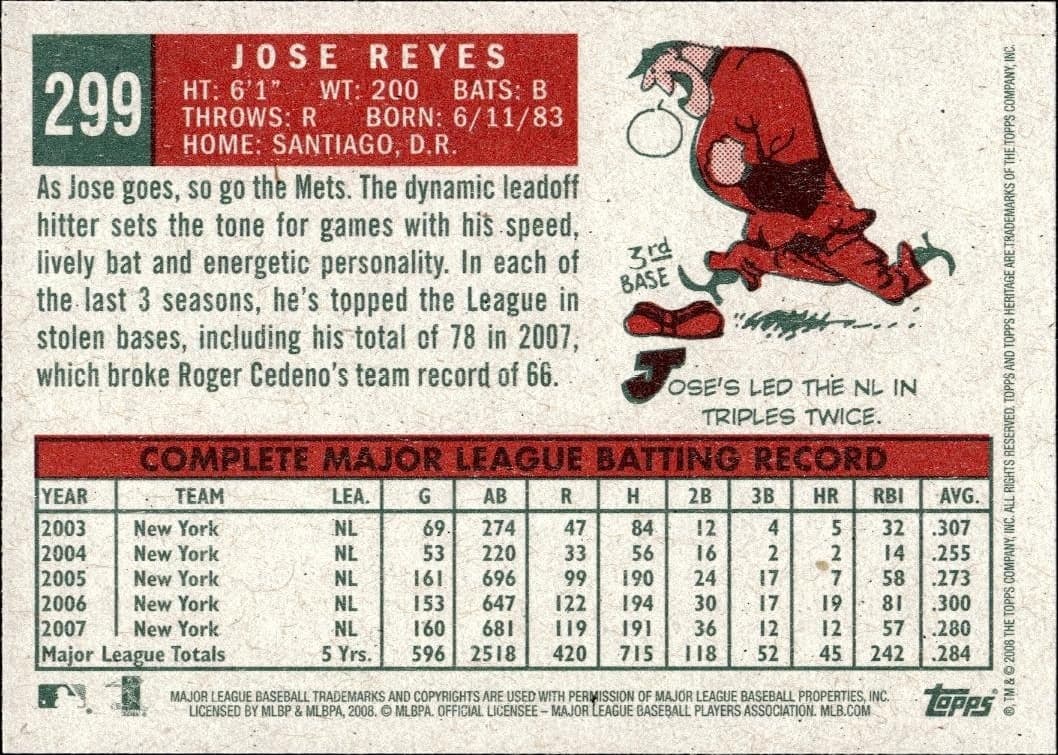 299
JOSE REYES
HT: 6'1" WT: 200 BATS: B
THROWS: R BORN: 6/11/83
HOME: SANTIAGO, D.R.
As Jose goes, so go the Mets. The dynamic leadoff
hitter sets the tone for games with his speed,
lively bat and energetic personality. In each of
the last 3 seasons, he's topped the League in
stolen bases, including his total of 78 in 2007,
which broke Roger Cedeno's team record of 66.
3rd
BASE
JOSE'S LED THE NL IN
TRIPLES TWICE.
COMPLETE MAJOR LEAGUE BATTING RECORD
YEAR TEAM LEA. G AB R H 2B 3B HR RBI AVG.
2003 New York NL 69 274 47 84 12 4 5 32 .307
2004 New York NL 53 220 33 56 16 2 2 14 .255
2005 New York NL 161 696 99 190 24 17 7 58 .273
2006 New York NL 153 647 122 194 30 17 19 81 .300
2007 New York NL 160 681 119 191 36 12 12 57 .280
Major League Totals 5 Yrs. 596 2518 420 715 118 52 45 242 .284
MAJOR LEAGUE BASEBALL TRADEMARKS AND COPYRIGHTS ARE USED WITH PERMISSION OF MAJOR LEAGUE BASEBALL PROPERTIES, INC.
LICENSED BY MLBP & MLBPA, 2008. © MLBPA. OFFICIAL LICENSEE – MAJOR LEAGUE BASEBALL PLAYERS ASSOCIATION. MLB.COM
Topps
®, TM & © 2008 THE TOPPS COMPANY, INC. ALL RIGHTS RESERVED. TOPPS AND TOPPS HERITAGE ARE TRADEMARKS OF THE TOPPS COMPANY, INC.